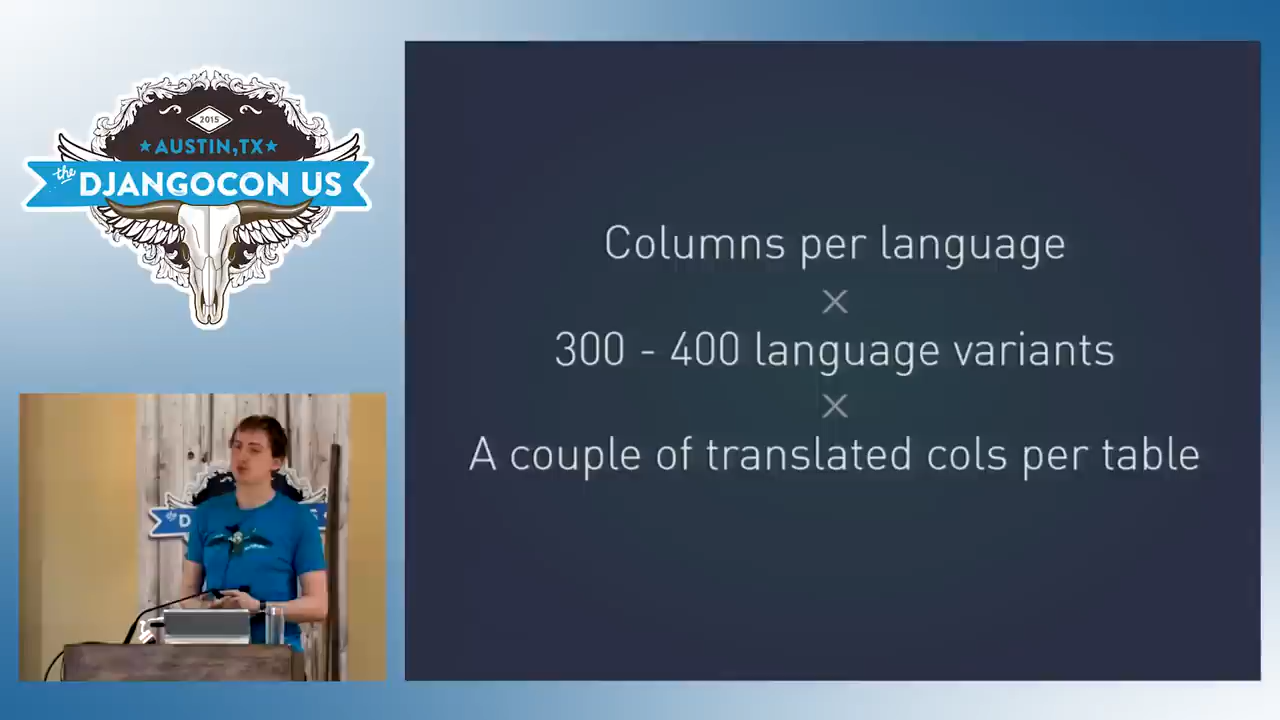 2015
★AUSTIN,TX★
the
DJANGOCON US
the D
Columns per language
×
300 - 400 language variants
×
A couple of translated cols per table